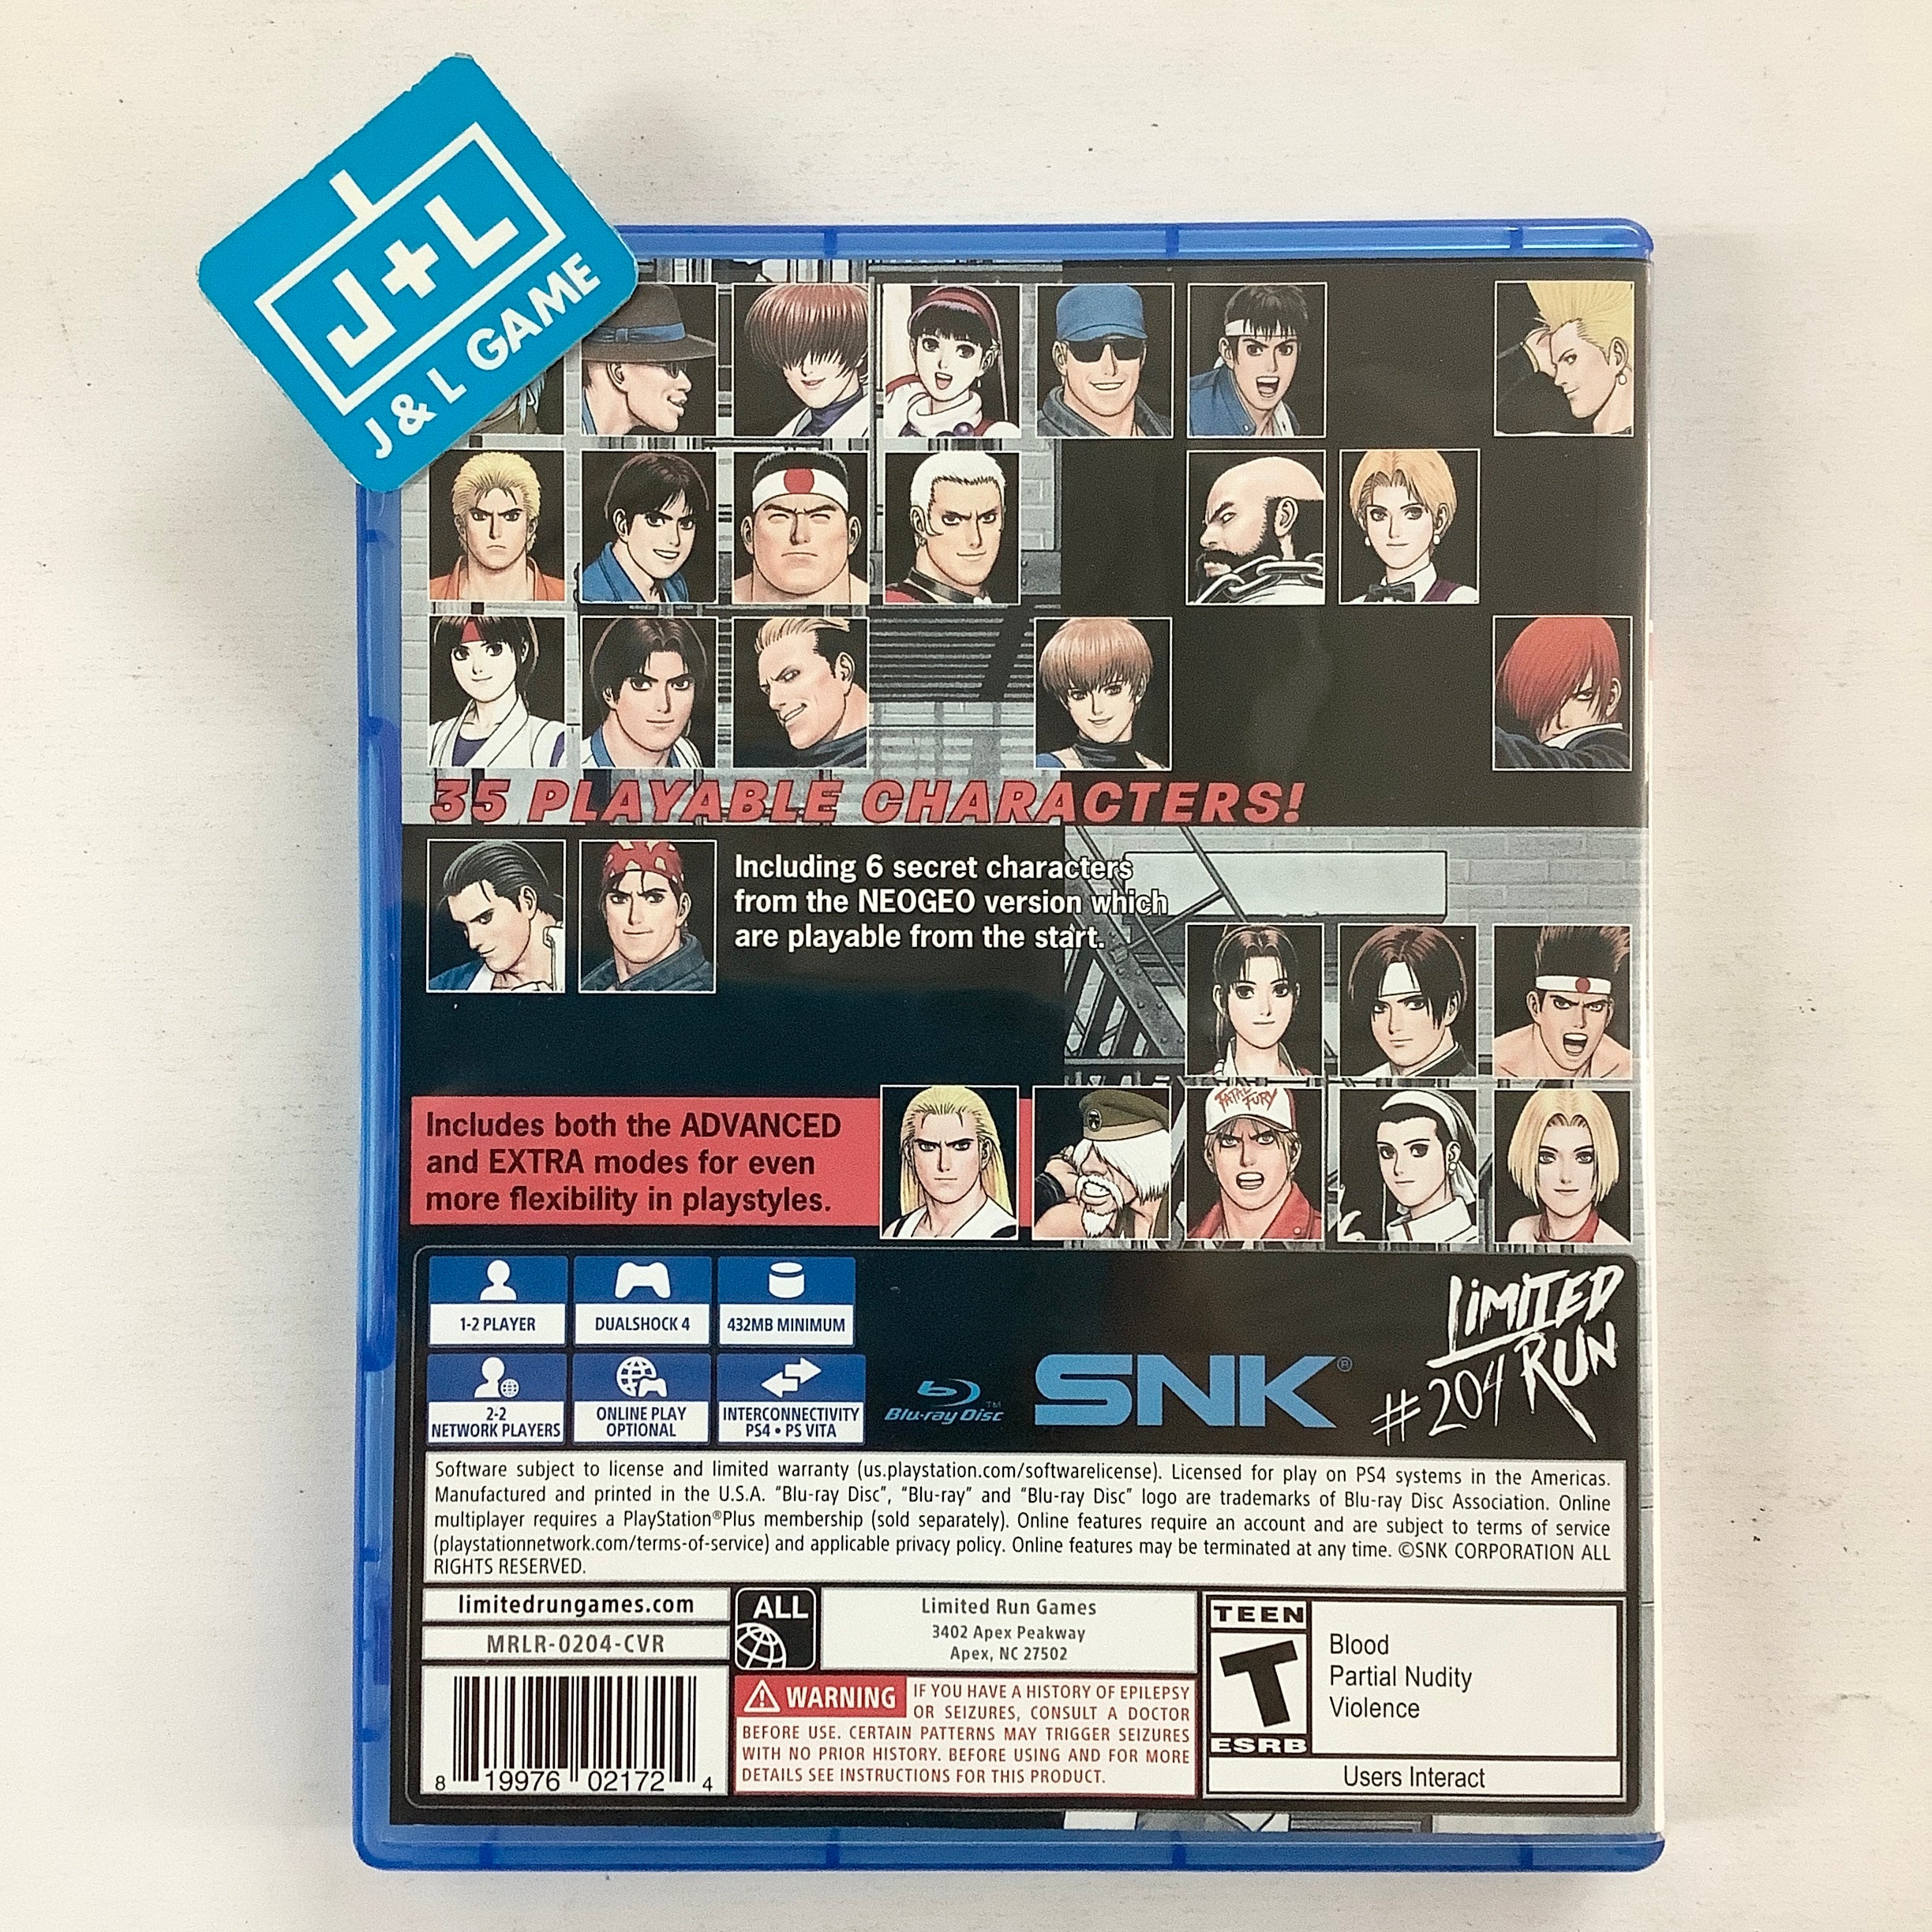 J+L
J & L GAME
35 PLAYABLE CHARACTERS!
Including 6 secret characters
from the NEOGEO version which
are playable from the start.
FATAL
FURY
Includes both the ADVANCED
and EXTRA modes for even
more flexibility in playstyles.
1-2 PLAYER
DUALSHOCK 4
432MB MINIMUM
2-2
NETWORK PLAYERS
ONLINE PLAY
OPTIONAL
INTERCONNECTIVITY
PS4 • PS VITA
Blu-ray Disc™
SNK®
LIMITED
RUN
#204
Software subject to license and limited warranty (us.playstation.com/softwarelicense). Licensed for play on PS4 systems in the Americas.
Manufactured and printed in the U.S.A. “Blu-ray Disc”, “Blu-ray” and “Blu-ray Disc” logo are trademarks of Blu-ray Disc Association. Online
multiplayer requires a PlayStation®Plus membership (sold separately). Online features require an account and are subject to terms of service
(playstationnetwork.com/terms-of-service) and applicable privacy policy. Online features may be terminated at any time. ©SNK CORPORATION ALL
RIGHTS RESERVED.
limitedrungames.com
MRLR-0204-CVR
8 19976 02172 4
ALL
Limited Run Games
3402 Apex Peakway
Apex, NC 27502
WARNING IF YOU HAVE A HISTORY OF EPILEPSY
OR SEIZURES, CONSULT A DOCTOR
BEFORE USE. CERTAIN PATTERNS MAY TRIGGER SEIZURES
WITH NO PRIOR HISTORY. BEFORE USING AND FOR MORE
DETAILS SEE INSTRUCTIONS FOR THIS PRODUCT.
TEEN
T
ESRB
Blood
Partial Nudity
Violence
Users Interact